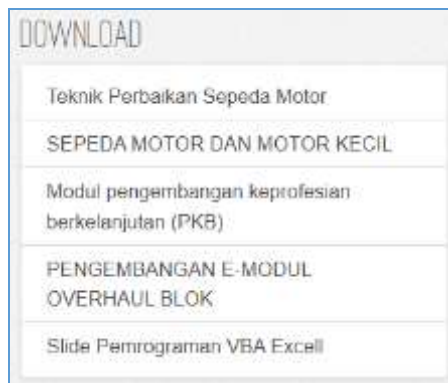 DOWNLOAD
Teknik Perbaikan Sepeda Motor
SEPEDA MOTOR DAN MOTOR KECIL
Modul pengembangan keprofesian
berkelanjutan (PKB)
PENGEMBANGAN E-MODUL
OVERHAUL BLOK
Slide Pemrograman VBA Excell